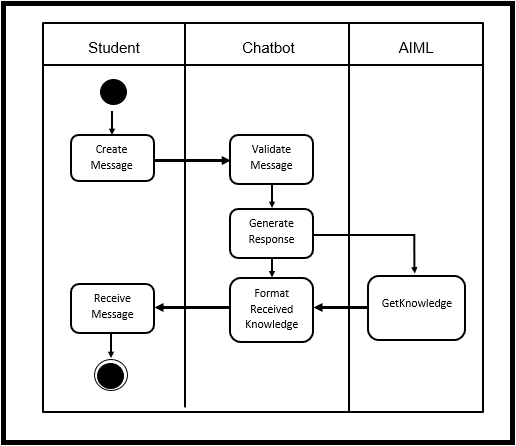 Student
Chatbot
AIML
Create
Message
Validate
Message
Generate
Response
Receive
Message
Format
Received
Knowledge
GetKnowledge